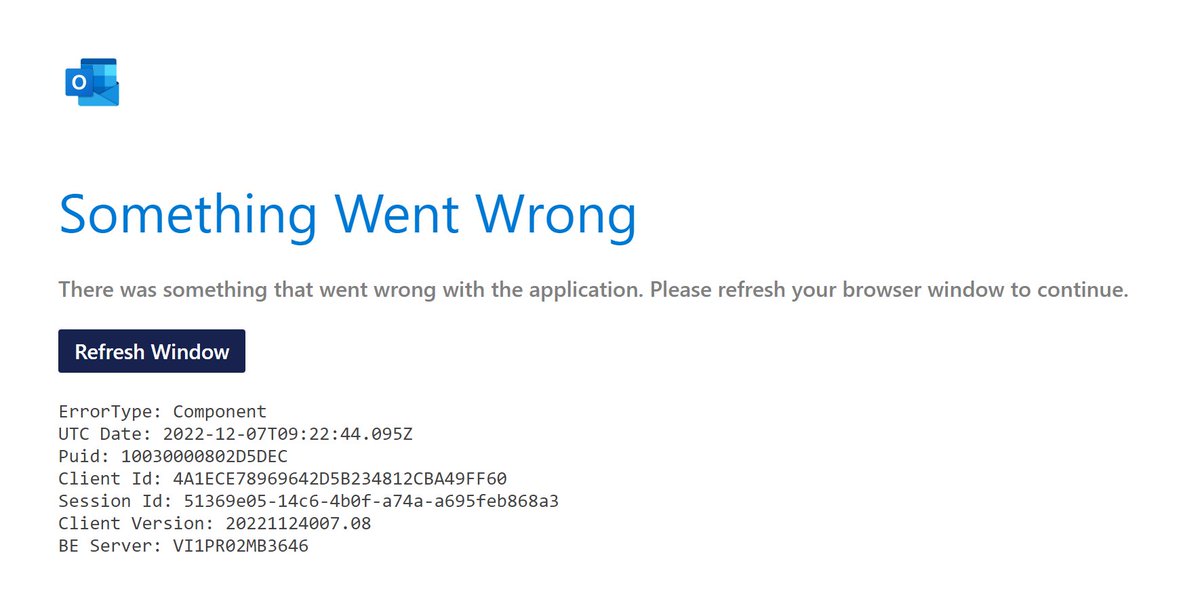 O
Something Went Wrong
There was something that went wrong with the application. Please refresh your browser window to continue.
Refresh Window
ErrorType: Component
UTC Date: 2022-12-07T09:22:44.095Z
Puid: 10030000802D5DEC
Client Id: 4A1ECE78969642D5B234812CBA49FF60
Session Id: 51369e05-14c6-4b0f-a74a-a695feb868a3
Client Version: 20221124007.08
BE Server: VI1PR02MB3646